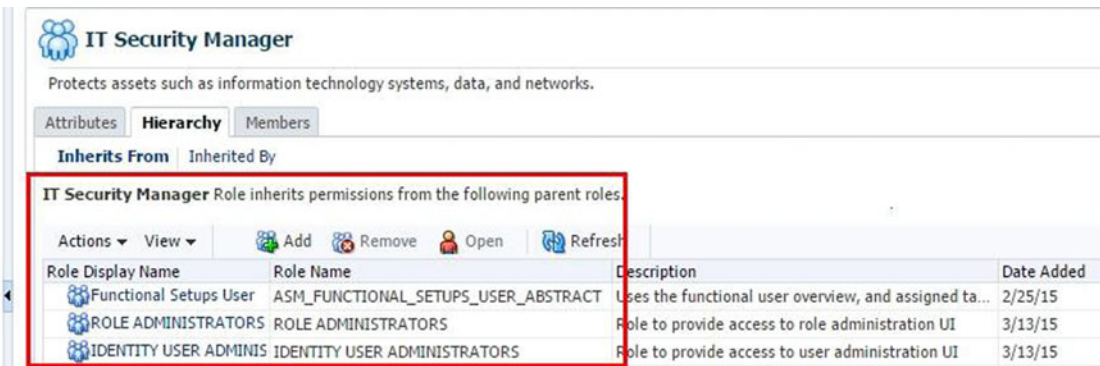 IT Security Manager
Protects assets such as information technology systems, data, and networks.
Attributes Hierarchy Members
Inherits From Inherited By
IT Security Manager Role inherits permissions from the following parent roles.
Actions View Add Remove Open Refresh
Role Display Name Role Name Description Date Added
Functional Setups User ASM_FUNCTIONAL_SETUPS_USER_ABSTRACT Uses the functional user overview, and assigned ta... 2/25/15
ROLE ADMINISTRATORS ROLE ADMINISTRATORS Role to provide access to role administration UI 3/13/15
IDENTITY USER ADMINIS IDENTITY USER ADMINISTRATORS Role to provide access to user administration UI 3/13/15